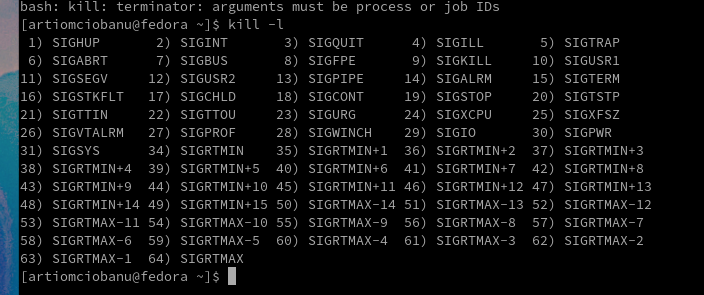 bash: kill: terminator: arguments must be process or job IDs
[artiomciobanu@fedora ~]$ kill -l
 1) SIGHUP       2) SIGINT       3) SIGQUIT      4) SIGILL       5) SIGTRAP
 6) SIGABRT      7) SIGBUS       8) SIGFPE       9) SIGKILL     10) SIGUSR1
11) SIGSEGV     12) SIGUSR2     13) SIGPIPE     14) SIGALRM     15) SIGTERM
16) SIGSTKFLT   17) SIGCHLD     18) SIGCONT     19) SIGSTOP     20) SIGTSTP
21) SIGTTIN     22) SIGTTOU     23) SIGURG      24) SIGXCPU     25) SIGXFSZ
26) SIGVTALRM   27) SIGPROF     28) SIGWINCH    29) SIGIO       30) SIGPWR
31) SIGSYS      34) SIGRTMIN    35) SIGRTMIN+1  36) SIGRTMIN+2  37) SIGRTMIN+3
38) SIGRTMIN+4  39) SIGRTMIN+5  40) SIGRTMIN+6  41) SIGRTMIN+7  42) SIGRTMIN+8
43) SIGRTMIN+9  44) SIGRTMIN+10 45) SIGRTMIN+11 46) SIGRTMIN+12 47) SIGRTMIN+13
48) SIGRTMIN+14 49) SIGRTMIN+15 50) SIGRTMAX-14 51) SIGRTMAX-13 52) SIGRTMAX-12
53) SIGRTMAX-11 54) SIGRTMAX-10 55) SIGRTMAX-9  56) SIGRTMAX-8  57) SIGRTMAX-7
58) SIGRTMAX-6  59) SIGRTMAX-5  60) SIGRTMAX-4  61) SIGRTMAX-3  62) SIGRTMAX-2
63) SIGRTMAX-1  64) SIGRTMAX
[artiomciobanu@fedora ~]$